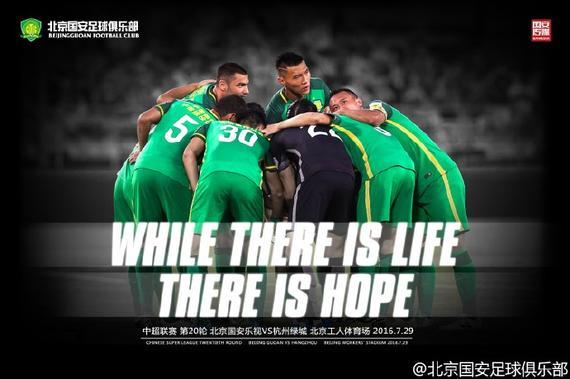 北京国安足球俱乐部
BEIJINGGUOAN FOOTBALL CLUB
国安
传媒
5
30
22
WHILE THERE IS LIFE
THERE IS HOPE
中超联赛 第20轮 北京国安乐视VS杭州绿城 北京工人体育场 2016.7.29
CHINESE SUPER LEAGUE TWENTIETH ROUND BEIJING GUOAN VS HANGZHOU BEIJING WORKERS' STADIUM 2016.7.29
@北京国安足球俱乐部